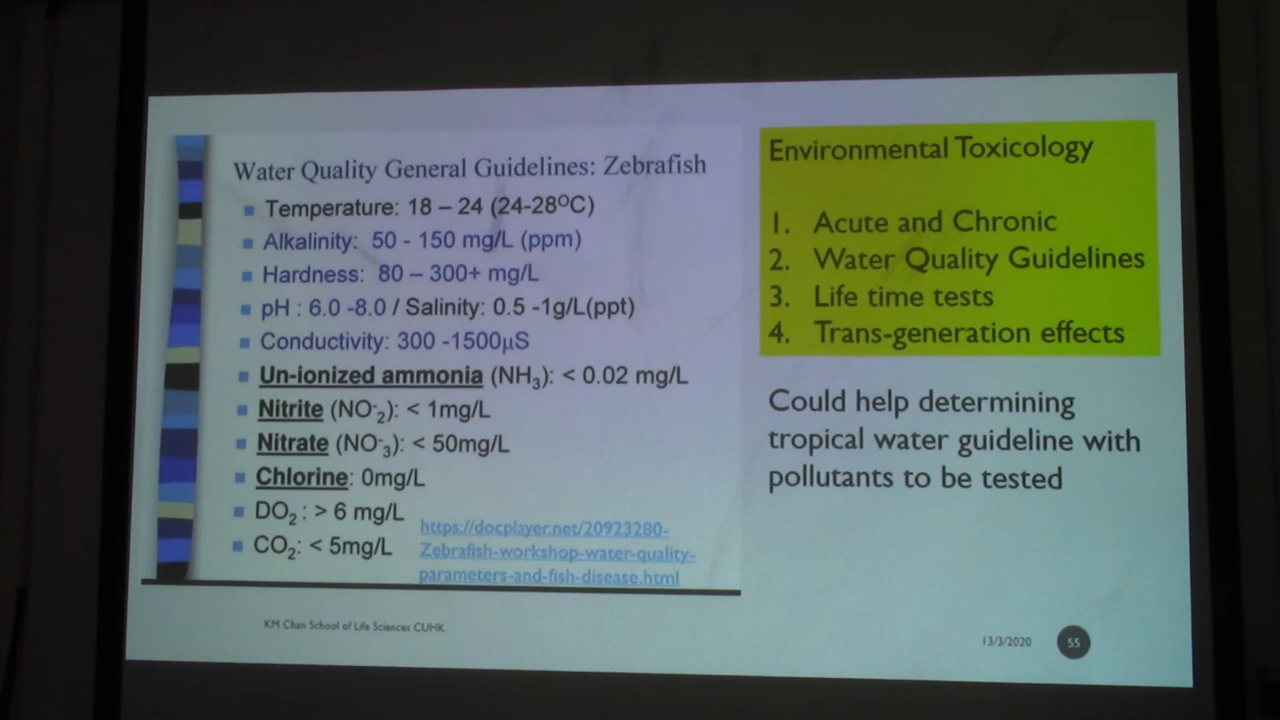 Water Quality General Guidelines: Zebrafish
Temperature: 18 – 24 (24-28ºC)
Alkalinity: 50 - 150 mg/L (ppm)
Hardness: 80 – 300+ mg/L
pH : 6.0 -8.0 / Salinity: 0.5 -1g/L(ppt)
Conductivity: 300 -1500µS
Un-ionized ammonia (NH₃): < 0.02 mg/L
Nitrite (NO⁻₂): < 1mg/L
Nitrate (NO⁻₃): < 50mg/L
Chlorine: 0mg/L
DO₂ : > 6 mg/L
CO₂: < 5mg/L
https://docplayer.net/20923280-
Zebrafish-workshop-water-quality-
parameters-and-fish-disease.html
Environmental Toxicology
1. Acute and Chronic
2. Water Quality Guidelines
3. Life time tests
4. Trans-generation effects
Could help determining
tropical water guideline with
pollutants to be tested
KM Chan School of Life Sciences CUHK
13/3/2020
55